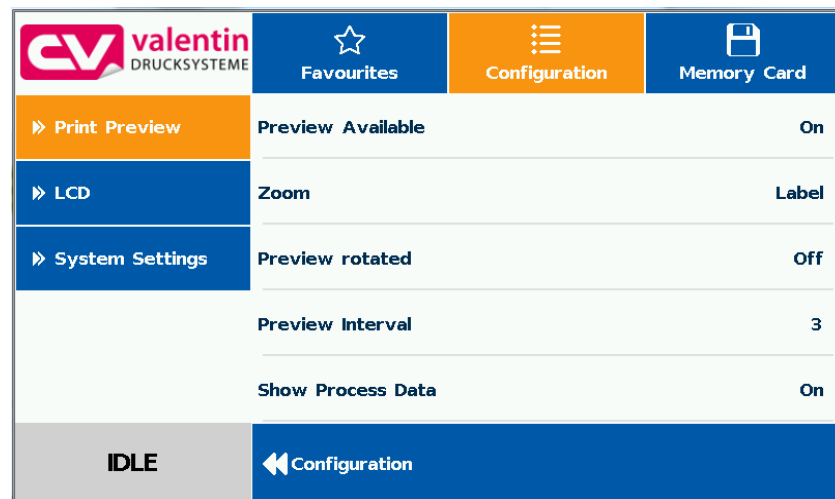 CV valentin
DRUCKSYSTEME
Favourites
Configuration
Memory Card
Print Preview
LCD
System Settings
Preview Available On
Zoom Label
Preview rotated Off
Preview Interval 3
Show Process Data On
IDLE
Configuration